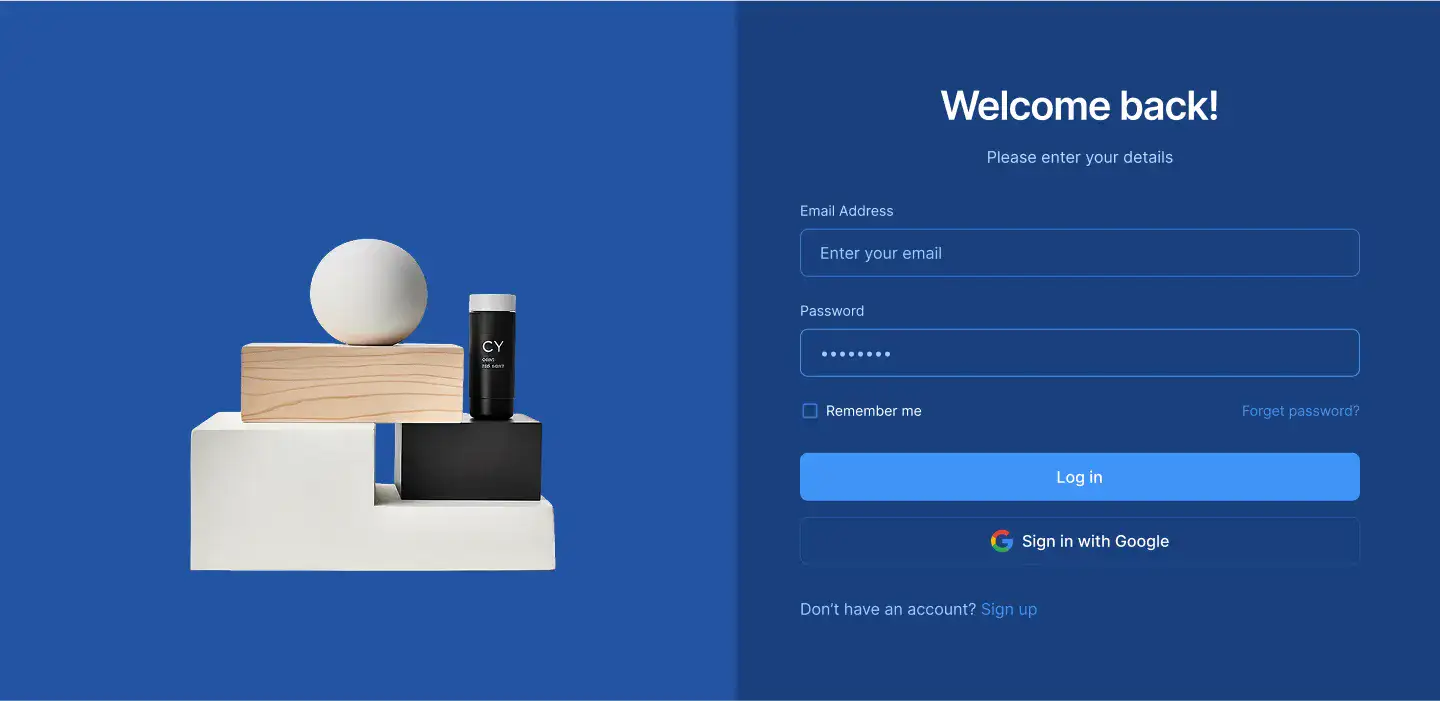 Welcome back!
Please enter your details
Email Address
Enter your email
Password
Remember me
Forget password?
Log in
Sign in with Google
Don’t have an account? Sign up
CY